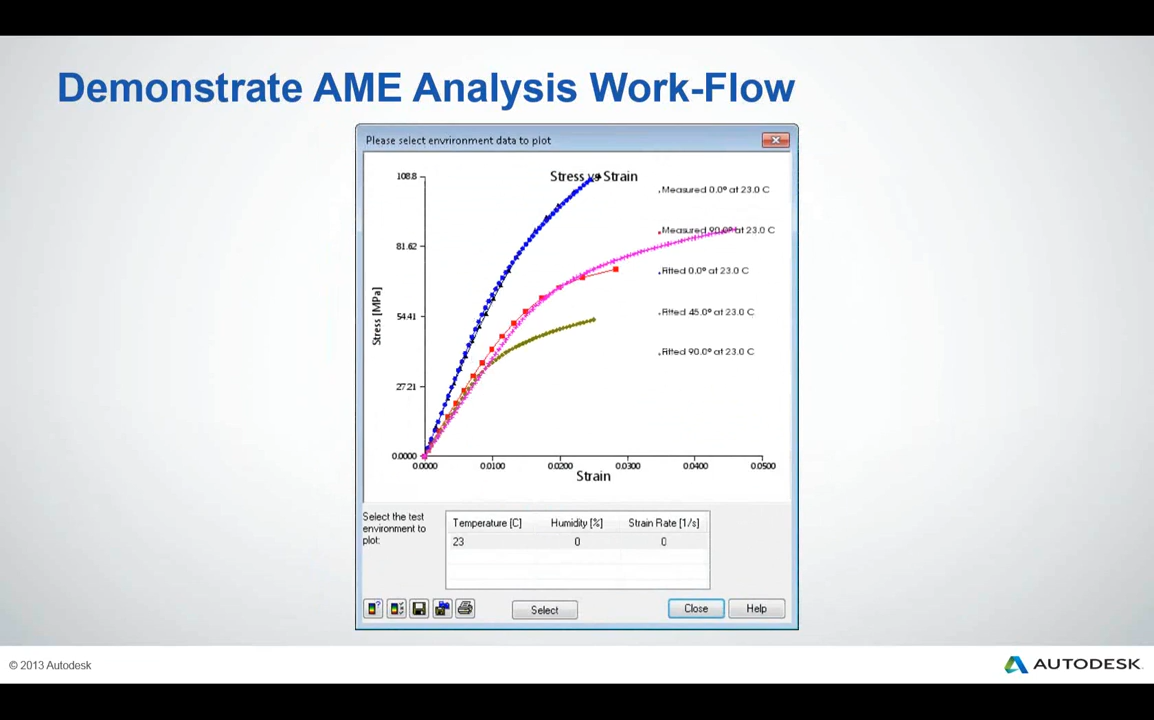 Demonstrate AME Analysis Work-Flow
Please select envrironment data to plot
Stress vs Strain
108.8
81.62
54.41
27.21
0.0000
Stress [MPa]
0.0000 0.0100 0.0200 0.0300 0.0400 0.0500
Strain
Measured 0.0° at 23.0 C
Measured 90.0° at 23.0 C
Fitted 0.0° at 23.0 C
Fitted 45.0° at 23.0 C
Fitted 90.0° at 23.0 C
Select the test
environment to
plot:
Temperature [C] Humidity [%] Strain Rate [1/s]
23 0 0
Select Close Help
© 2013 Autodesk
AUTODESK